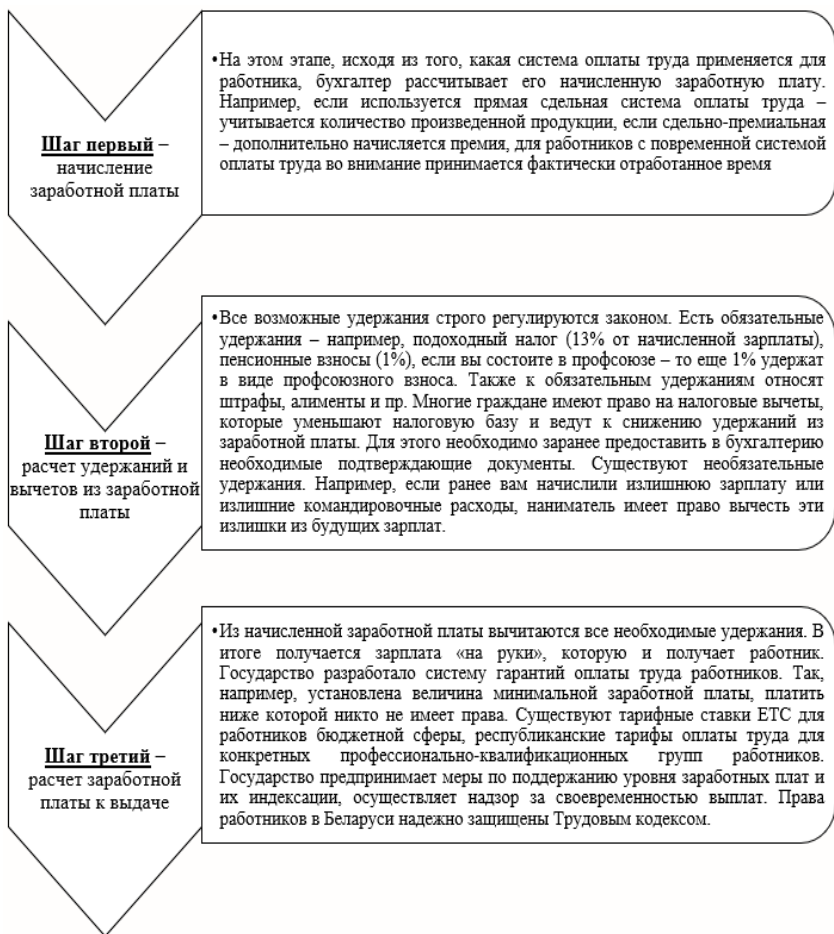 Шаг первый –
начисление
заработной платы
•На этом этапе, исходя из того, какая система оплаты труда применяется для
работника, бухгалтер рассчитывает его начисленную заработную плату.
Например, если используется прямая сдельная система оплаты труда –
учитывается количество произведенной продукции, если сдельно-премиальная
– дополнительно начисляется премия, для работников с повременной системой
оплаты труда во внимание принимается фактически отработанное время
Шаг второй –
расчет удержаний и
вычетов из заработной
платы
•Все возможные удержания строго регулируются законом. Есть обязательные
удержания – например, подоходный налог (13% от начисленной зарплаты),
пенсионные взносы (1%), если вы состоите в профсоюзе – то еще 1% удержат
в виде профсоюзного взноса. Также к обязательным удержаниям относят
штрафы, алименты и пр. Многие граждане имеют право на налоговые вычеты,
которые уменьшают налоговую базу и ведут к снижению удержаний из
заработной платы. Для этого необходимо заранее предоставить в бухгалтерию
необходимые подтверждающие документы. Существуют необязательные
удержания. Например, если ранее вам начислили излишнюю зарплату или
излишние командировочные расходы, наниматель имеет право вычесть эти
излишки из будущих зарплат.
Шаг третий –
расчет заработной
платы к выдаче
•Из начисленной заработной платы вычитаются все необходимые удержания. В
итоге получается зарплата «на руки», которую и получает работник.
Государство разработало систему гарантий оплаты труда работников. Так,
например, установлена величина минимальной заработной платы, платить
ниже которой никто не имеет права. Существуют тарифные ставки ЕТС для
работников бюджетной сферы, республиканские тарифы оплаты труда для
конкретных профессионально-квалификационных групп работников.
Государство предпринимает меры по поддержанию уровня заработных плат и
их индексации, осуществляет надзор за своевременностью выплат. Права
работников в Беларуси надежно защищены Трудовым кодексом.